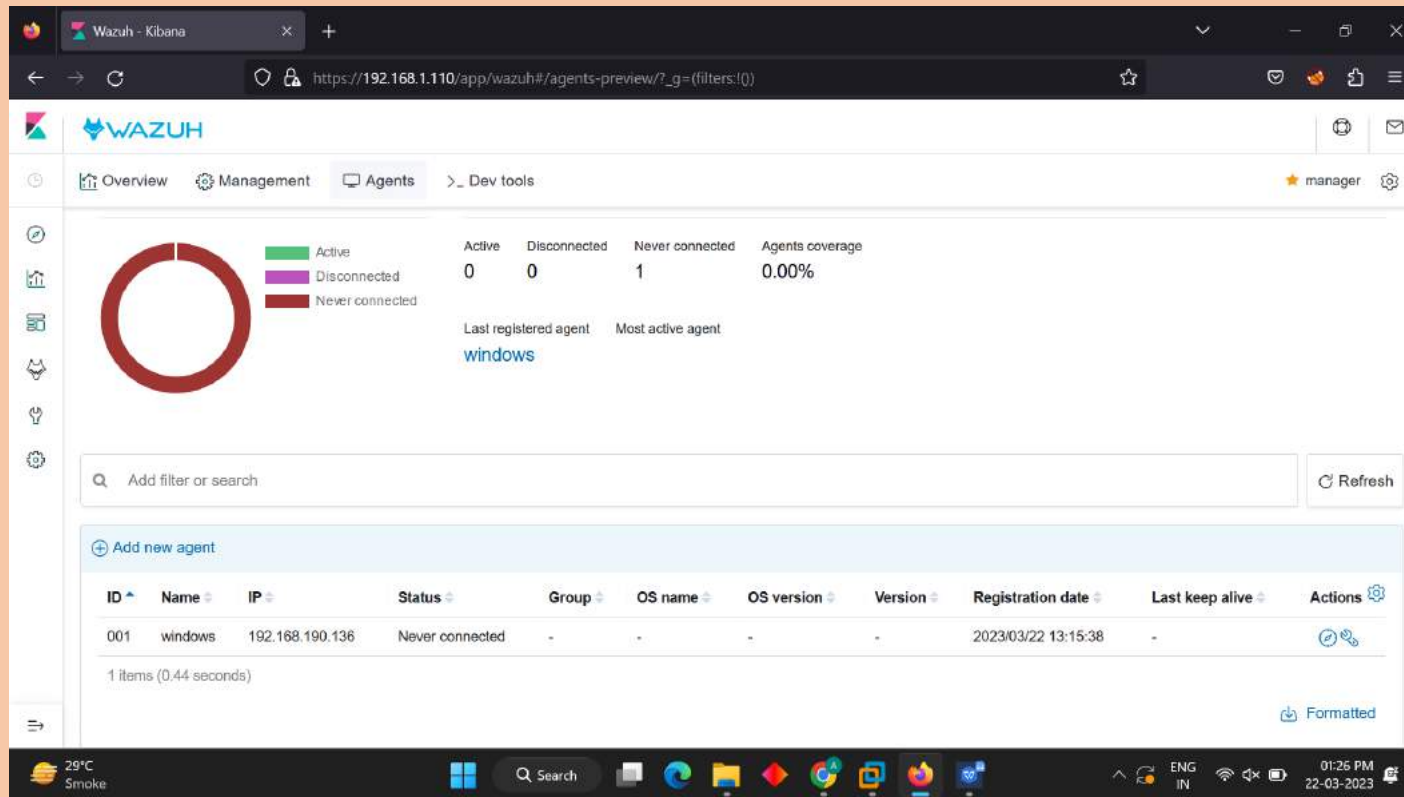 Wazuh - Kibana
https://192.168.1.110/app/wazuh#/agents-preview/?_g=(filters:!())
WAZUH
Overview Management Agents >_ Dev tools manager
Active
Disconnected
Never connected
Active Disconnected Never connected Agents coverage
0 0 1 0.00%
Last registered agent Most active agent
windows
Add filter or search Refresh
Add new agent
ID Name IP Status Group OS name OS version Version Registration date Last keep alive Actions
001 windows 192.168.190.136 Never connected - - - - 2023/03/22 13:15:38 -
1 items (0.44 seconds)
Formatted
29°C
Smoke
Search
ENG
IN
01:26 PM
22-03-2023